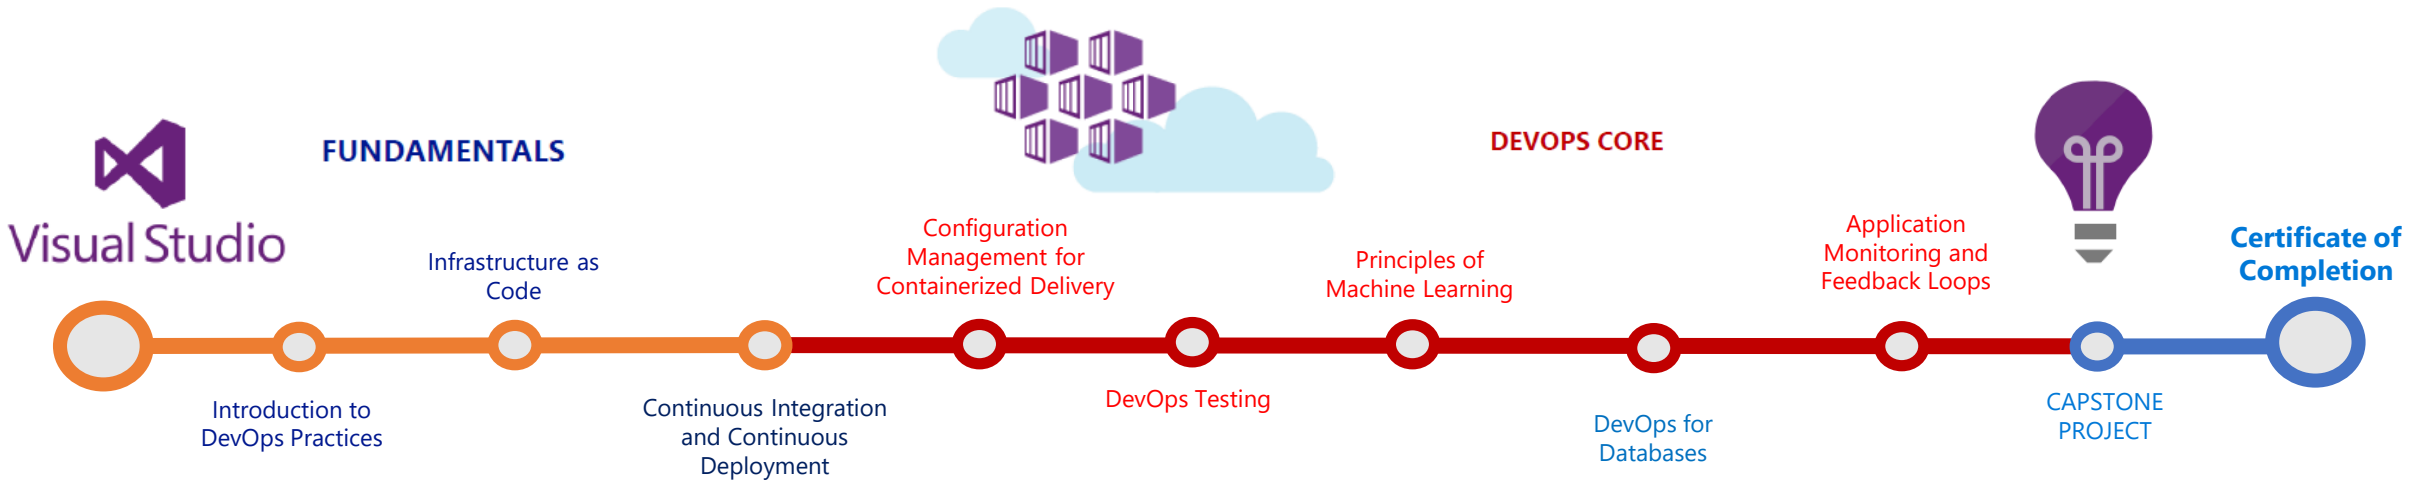 Visual Studio
FUNDAMENTALS
DEVOPS CORE
Introduction to
DevOps Practices
Infrastructure as
Code
Continuous Integration
and Continuous
Deployment
Configuration
Management for
Containerized Delivery
DevOps Testing
Principles of
Machine Learning
DevOps for
Databases
Application
Monitoring and
Feedback Loops
CAPSTONE
PROJECT
Certificate of
Completion